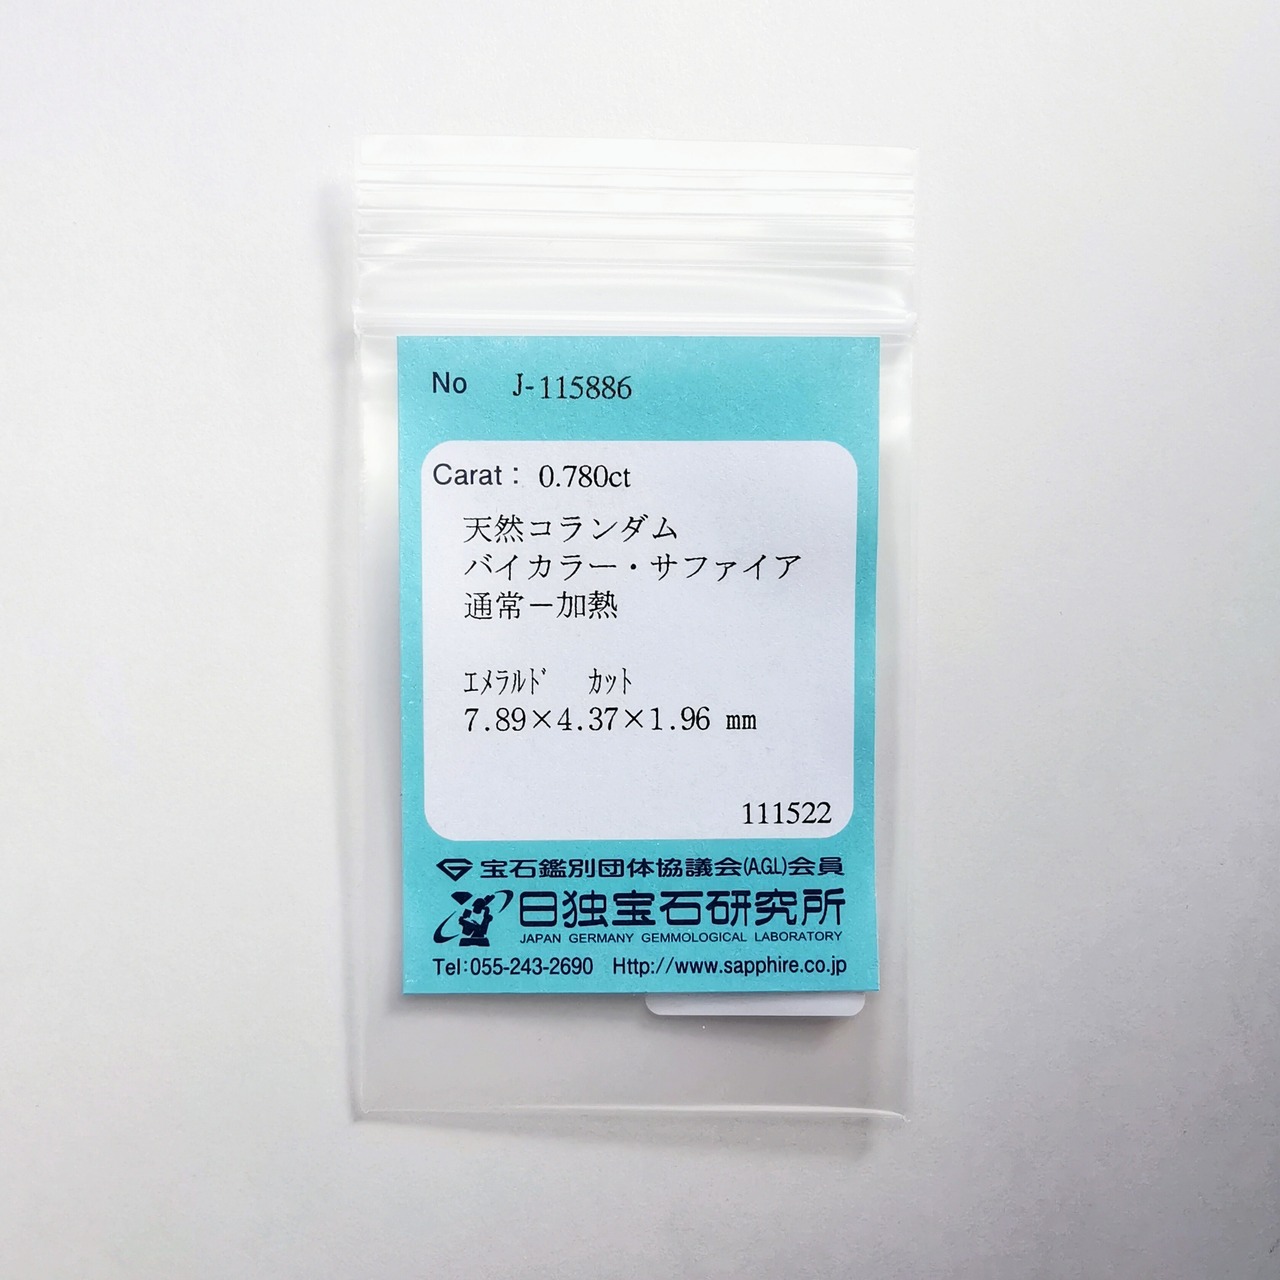 No J-115886
Carat: 0.780ct
天然コランダム
バイカラー・サファイア
通常－加熱
ｴﾒﾗﾙﾄﾞ ｶｯﾄ
7.89×4.37×1.96 mm
111522
宝石鑑別団体協議会(A.G.L)会員
日独宝石研究所
JAPAN GERMANY GEMMOLOGICAL LABORATORY
Tel:055-243-2690 Http://www.sapphire.co.jp